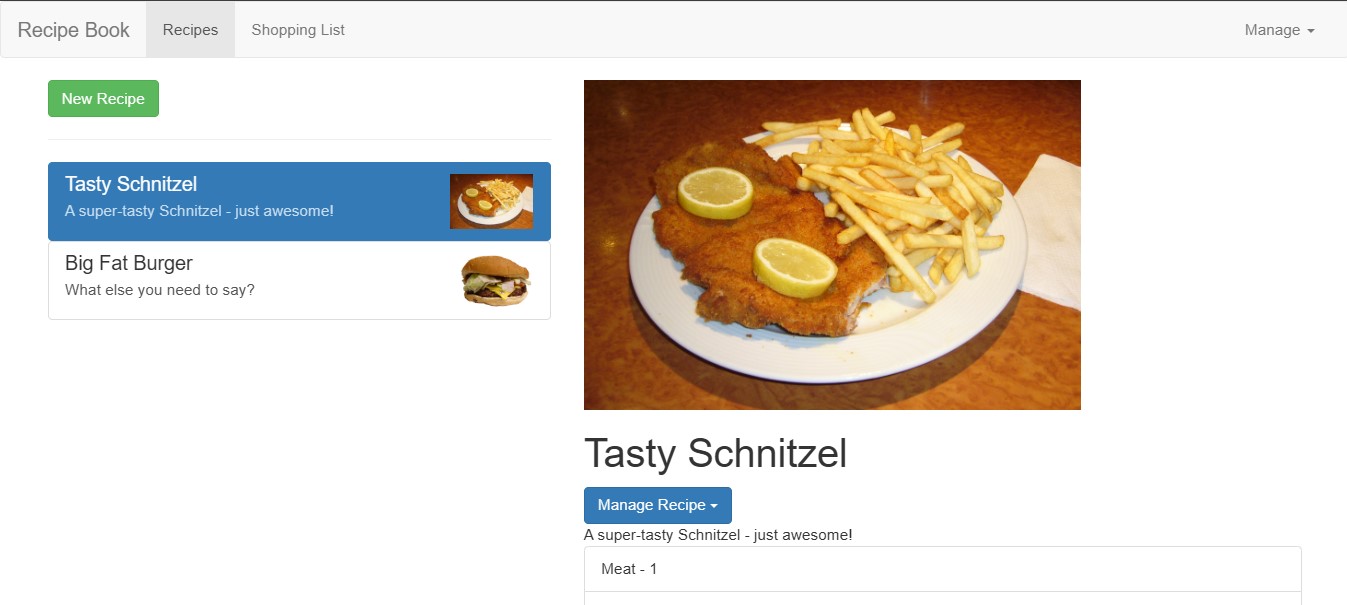 Recipe Book Recipes Shopping List Manage
New Recipe
Tasty Schnitzel
A super-tasty Schnitzel - just awesome!
Big Fat Burger
What else you need to say?
Tasty Schnitzel
Manage Recipe
A super-tasty Schnitzel - just awesome!
Meat - 1